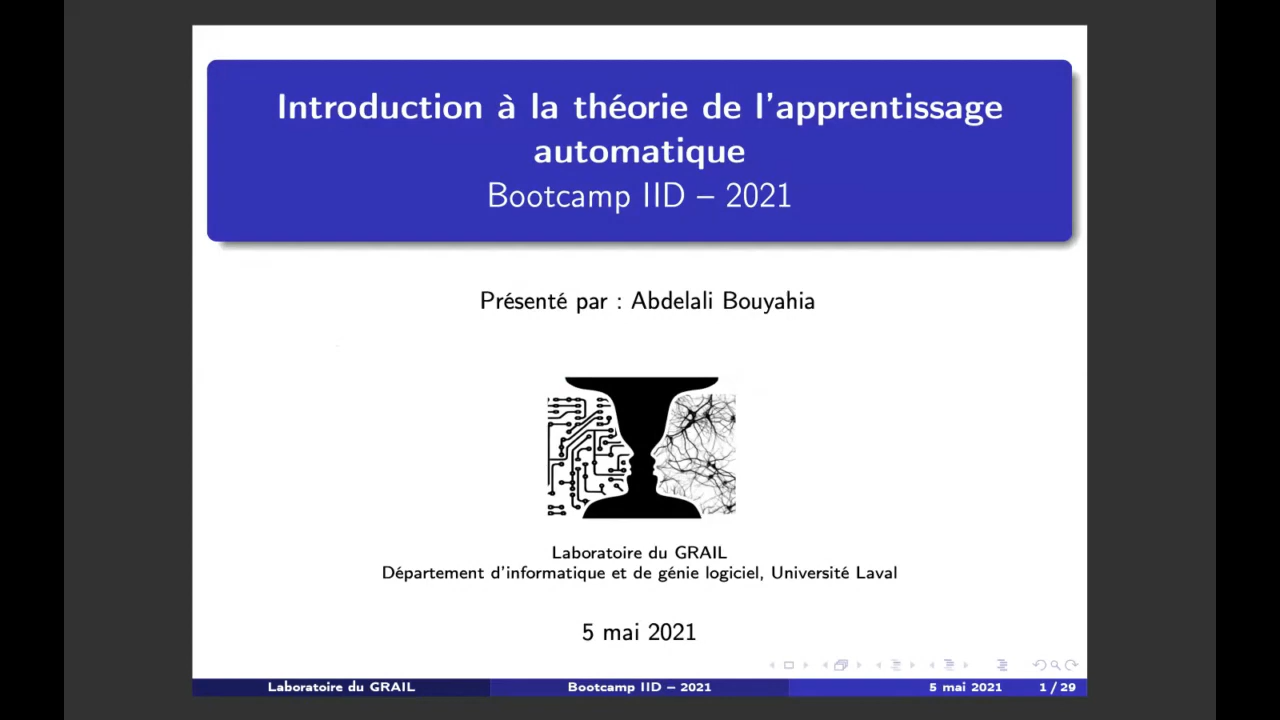 Introduction à la théorie de l'apprentissage
automatique
Bootcamp IID – 2021
Présenté par : Abdelali Bouyahia
Laboratoire du GRAIL
Département d'informatique et de génie logiciel, Université Laval
5 mai 2021
Laboratoire du GRAIL Bootcamp IID – 2021 5 mai 2021 1 / 29